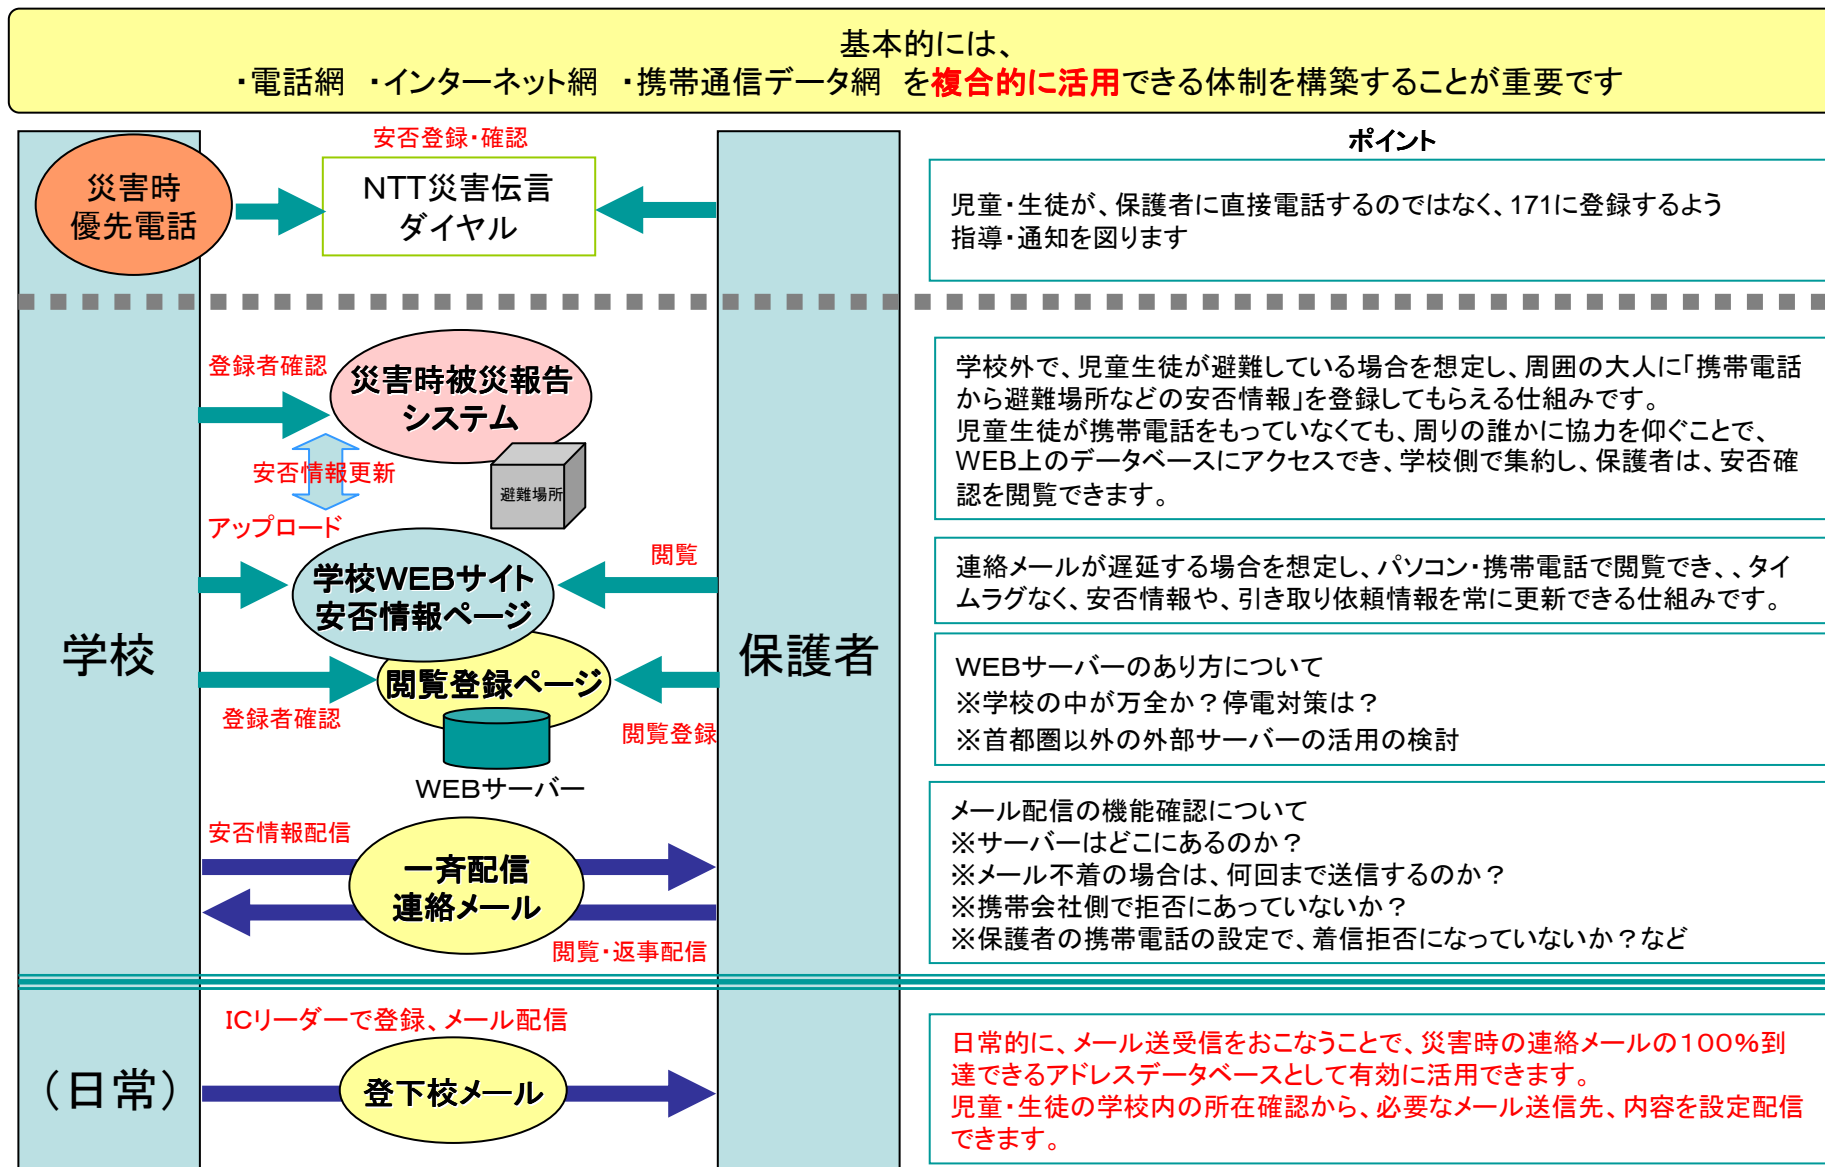 基本的には、
・電話網　・インターネット網　・携帯通信データ網　を複合的に活用できる体制を構築することが重要です
安否登録・確認
ポイント
災害時
優先電話
NTT災害伝言
ダイヤル
児童・生徒が、保護者に直接電話するのではなく、171に登録するよう
指導・通知を図ります
登録者確認
災害時被災報告
システム
安否情報更新
避難場所
学校外で、児童生徒が避難している場合を想定し、周囲の大人に「携帯電話
から避難場所などの安否情報」を登録してもらえる仕組みです。
児童生徒が携帯電話をもっていなくても、周りの誰かに協力を仰ぐことで、
WEB上のデータベースにアクセスでき、学校側で集約し、保護者は、安否確
認を閲覧できます。
アップロード
学校WEBサイト
安否情報ページ
閲覧
連絡メールが遅延する場合を想定し、パソコン・携帯電話で閲覧でき、、タイ
ムラグなく、安否情報や、引き取り依頼情報を常に更新できる仕組みです。
学校
保護者
閲覧登録ページ
登録者確認
閲覧登録
WEBサーバー
WEBサーバーのあり方について
※学校の中が万全か？停電対策は？
※首都圏以外の外部サーバーの活用の検討
安否情報配信
一斉配信
連絡メール
閲覧・返事配信
メール配信の機能確認について
※サーバーはどこにあるのか？
※メール不着の場合は、何回まで送信するのか？
※携帯会社側で拒否にあっていないか？
※保護者の携帯電話の設定で、着信拒否になっていないか？など
ICリーダーで登録、メール配信
（日常）
登下校メール
日常的に、メール送受信をおこなうことで、災害時の連絡メールの１００％到
達できるアドレスデータベースとして有効に活用できます。
児童・生徒の学校内の所在確認から、必要なメール送信先、内容を設定配信
できます。